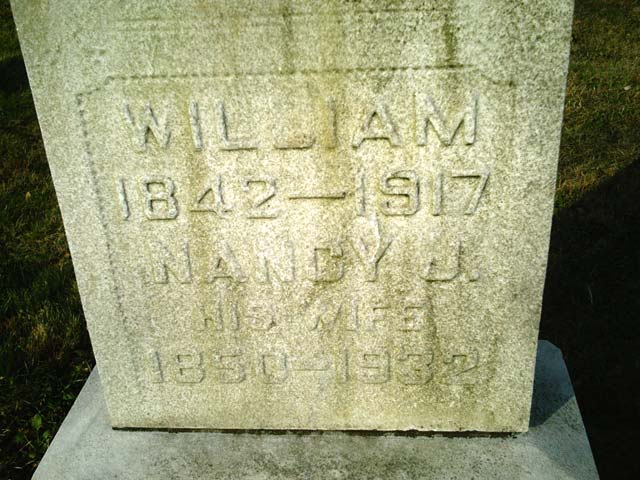 WILLIAM
1842—1917
NANCY J.
HIS WIFE
1850—1932